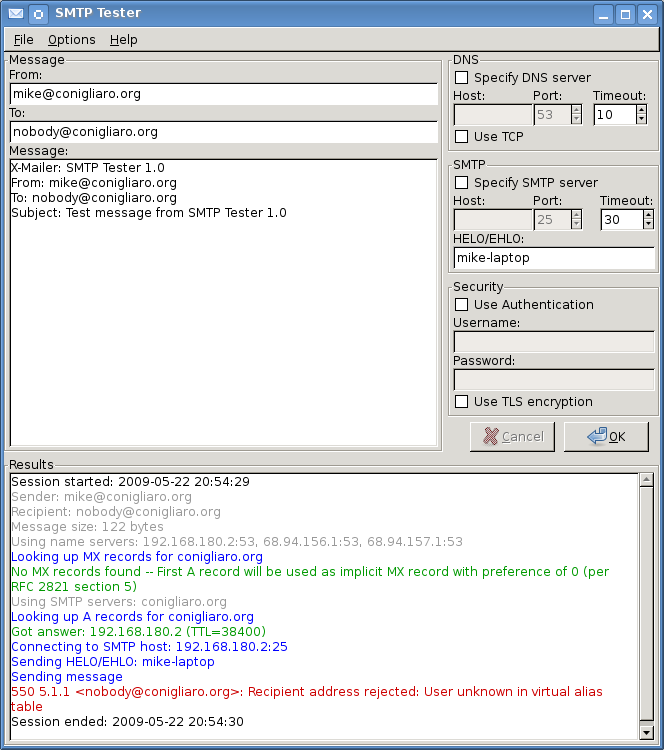 SMTP Tester
File Options Help
Message
From:
mike@conigliaro.org
To:
nobody@conigliaro.org
Message:
X-Mailer: SMTP Tester 1.0
From: mike@conigliaro.org
To: nobody@conigliaro.org
Subject: Test message from SMTP Tester 1.0
DNS
Specify DNS server
Host: Port: Timeout:
53 10
Use TCP
SMTP
Specify SMTP server
Host: Port: Timeout:
25 30
HELO/EHLO:
mike-laptop
Security
Use Authentication
Username:
Password:
Use TLS encryption
Cancel OK
Results
Session started: 2009-05-22 20:54:29
Sender: mike@conigliaro.org
Recipient: nobody@conigliaro.org
Message size: 122 bytes
Using name servers: 192.168.180.2:53, 68.94.156.1:53, 68.94.157.1:53
Looking up MX records for conigliaro.org
No MX records found -- First A record will be used as implicit MX record with preference of 0 (per
RFC 2821 section 5)
Using SMTP servers: conigliaro.org
Looking up A records for conigliaro.org
Got answer: 192.168.180.2 (TTL=38400)
Connecting to SMTP host: 192.168.180.2:25
Sending HELO/EHLO: mike-laptop
Sending message
550 5.1.1 <nobody@conigliaro.org>: Recipient address rejected: User unknown in virtual alias
table
Session ended: 2009-05-22 20:54:30